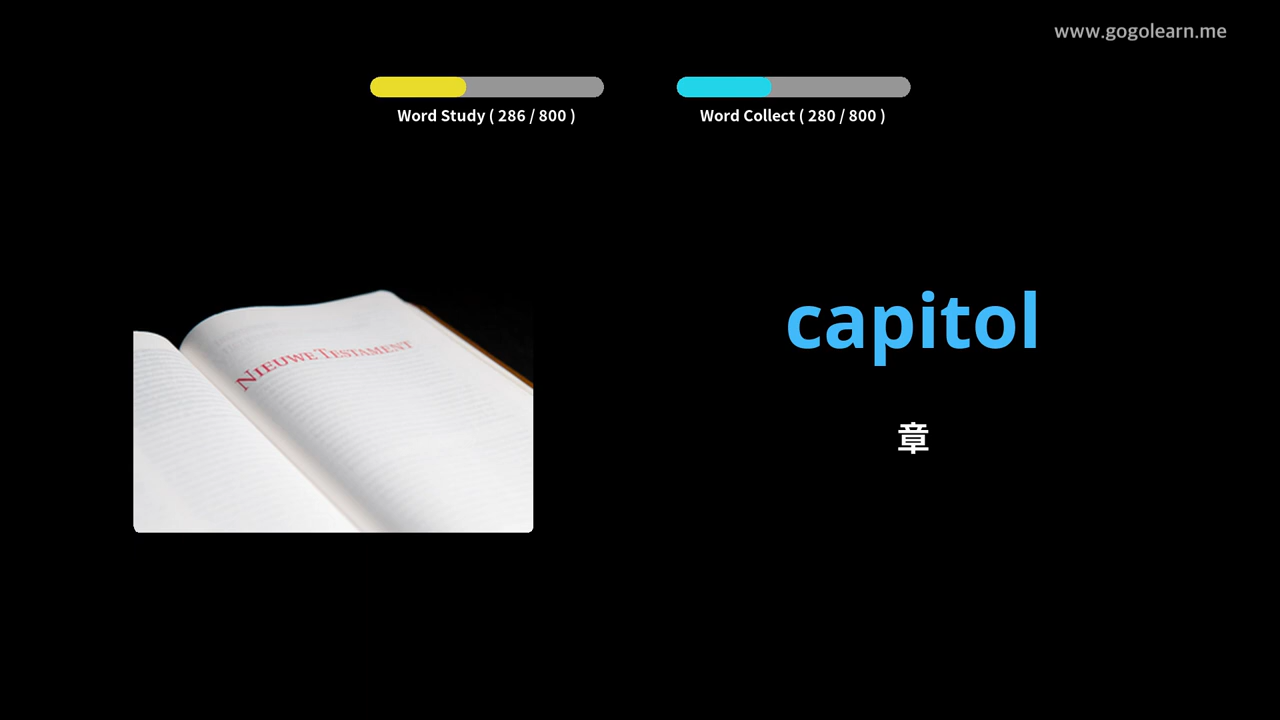 www.gogolearn.me
Word Study ( 286 / 800 )
Word Collect ( 280 / 800 )
NIEUWE TESTAMENT
capitol
章